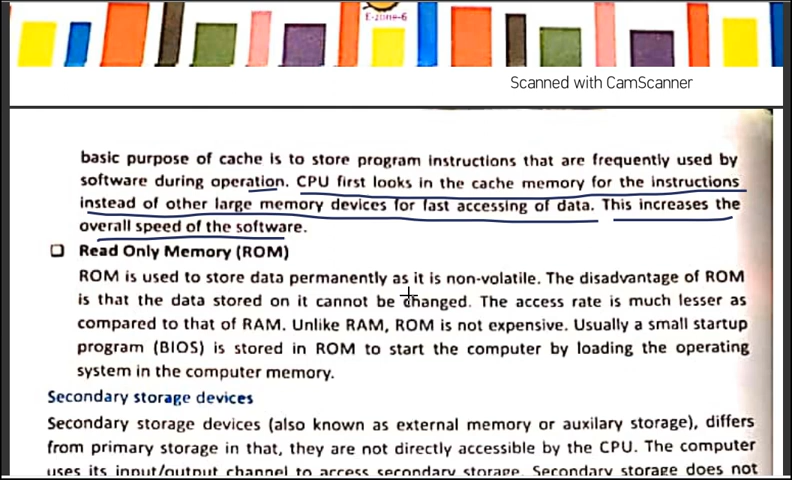 E-zone-6
Scanned with CamScanner
basic purpose of cache is to store program instructions that are frequently used by
software during operation. CPU first looks in the cache memory for the instructions
instead of other large memory devices for fast accessing of data. This increases the
overall speed of the software.
Read Only Memory (ROM)
ROM is used to store data permanently as it is non-volatile. The disadvantage of ROM
is that the data stored on it cannot be changed. The access rate is much lesser as
compared to that of RAM. Unlike RAM, ROM is not expensive. Usually a small startup
program (BIOS) is stored in ROM to start the computer by loading the operating
system in the computer memory.
Secondary storage devices
Secondary storage devices (also known as external memory or auxilary storage), differs
from primary storage in that, they are not directly accessible by the CPU. The computer
uses its input/output channel to access secondary storage. Secondary storage does not